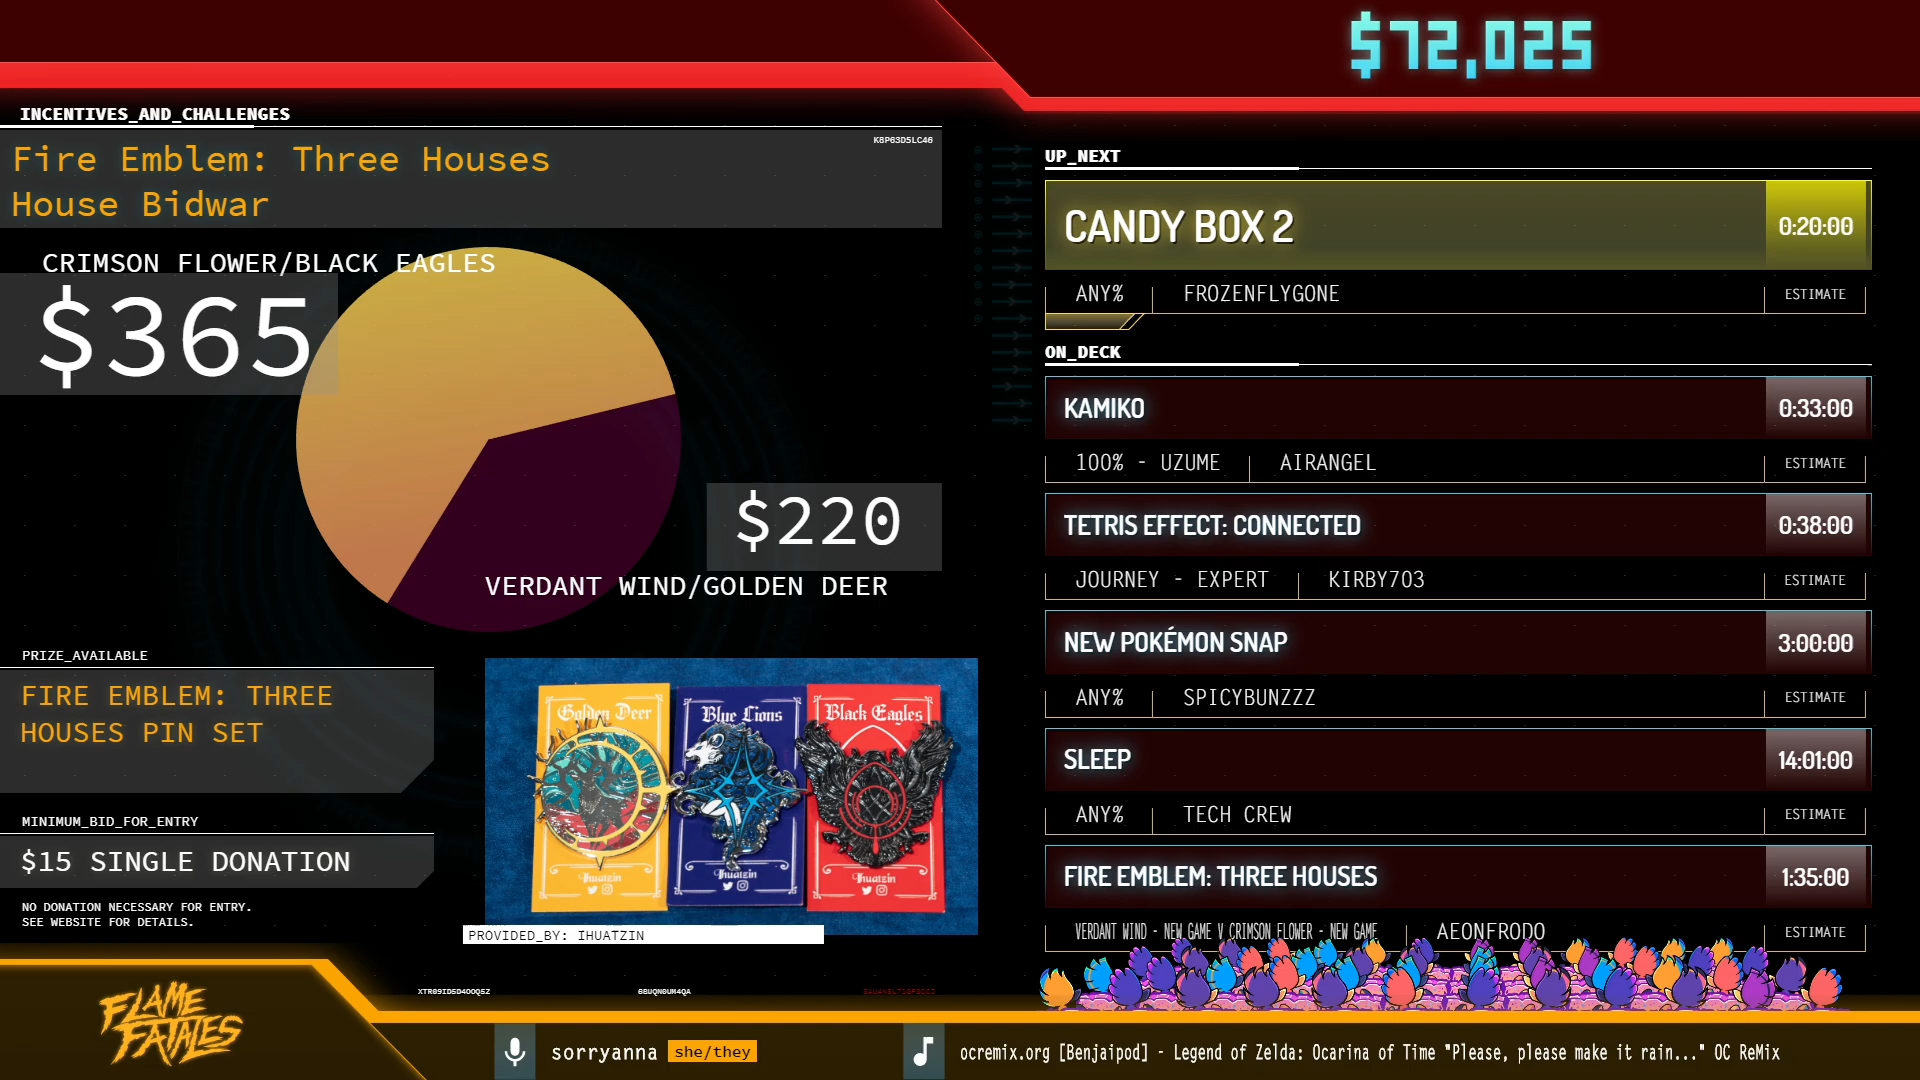 $72,025
INCENTIVES_AND_CHALLENGES
K8P63D5LC46
Fire Emblem: Three Houses
House Bidwar
CRIMSON FLOWER/BLACK EAGLES
$365
$220
VERDANT WIND/GOLDEN DEER
PRIZE_AVAILABLE
FIRE EMBLEM: THREE
HOUSES PIN SET
MINIMUM_BID_FOR_ENTRY
$15 SINGLE DONATION
NO DONATION NECESSARY FOR ENTRY.
SEE WEBSITE FOR DETAILS.
Golden Deer
Blue Lions
Black Eagles
Ihuatzin
Ihuatzin
Ihuatzin
PROVIDED_BY: IHUATZIN
UP_NEXT
CANDY BOX 2
0:20:00
ANY%
FROZENFLYGONE
ESTIMATE
ON_DECK
KAMIKO
0:33:00
100% - UZUME
AIRANGEL
ESTIMATE
TETRIS EFFECT: CONNECTED
0:38:00
JOURNEY - EXPERT
KIRBY703
ESTIMATE
NEW POKÉMON SNAP
3:00:00
ANY%
SPICYBUNZZZ
ESTIMATE
SLEEP
14:01:00
ANY%
TECH CREW
ESTIMATE
FIRE EMBLEM: THREE HOUSES
1:35:00
VERDANT WIND - NEW GAME V CRIMSON FLOWER - NEW GAME
AEONFRODO
ESTIMATE
FLAME
FATALES
sorryanna she/they
ocremix.org [Benjaipod] - Legend of Zelda: Ocarina of Time "Please, please make it rain..." OC ReMix